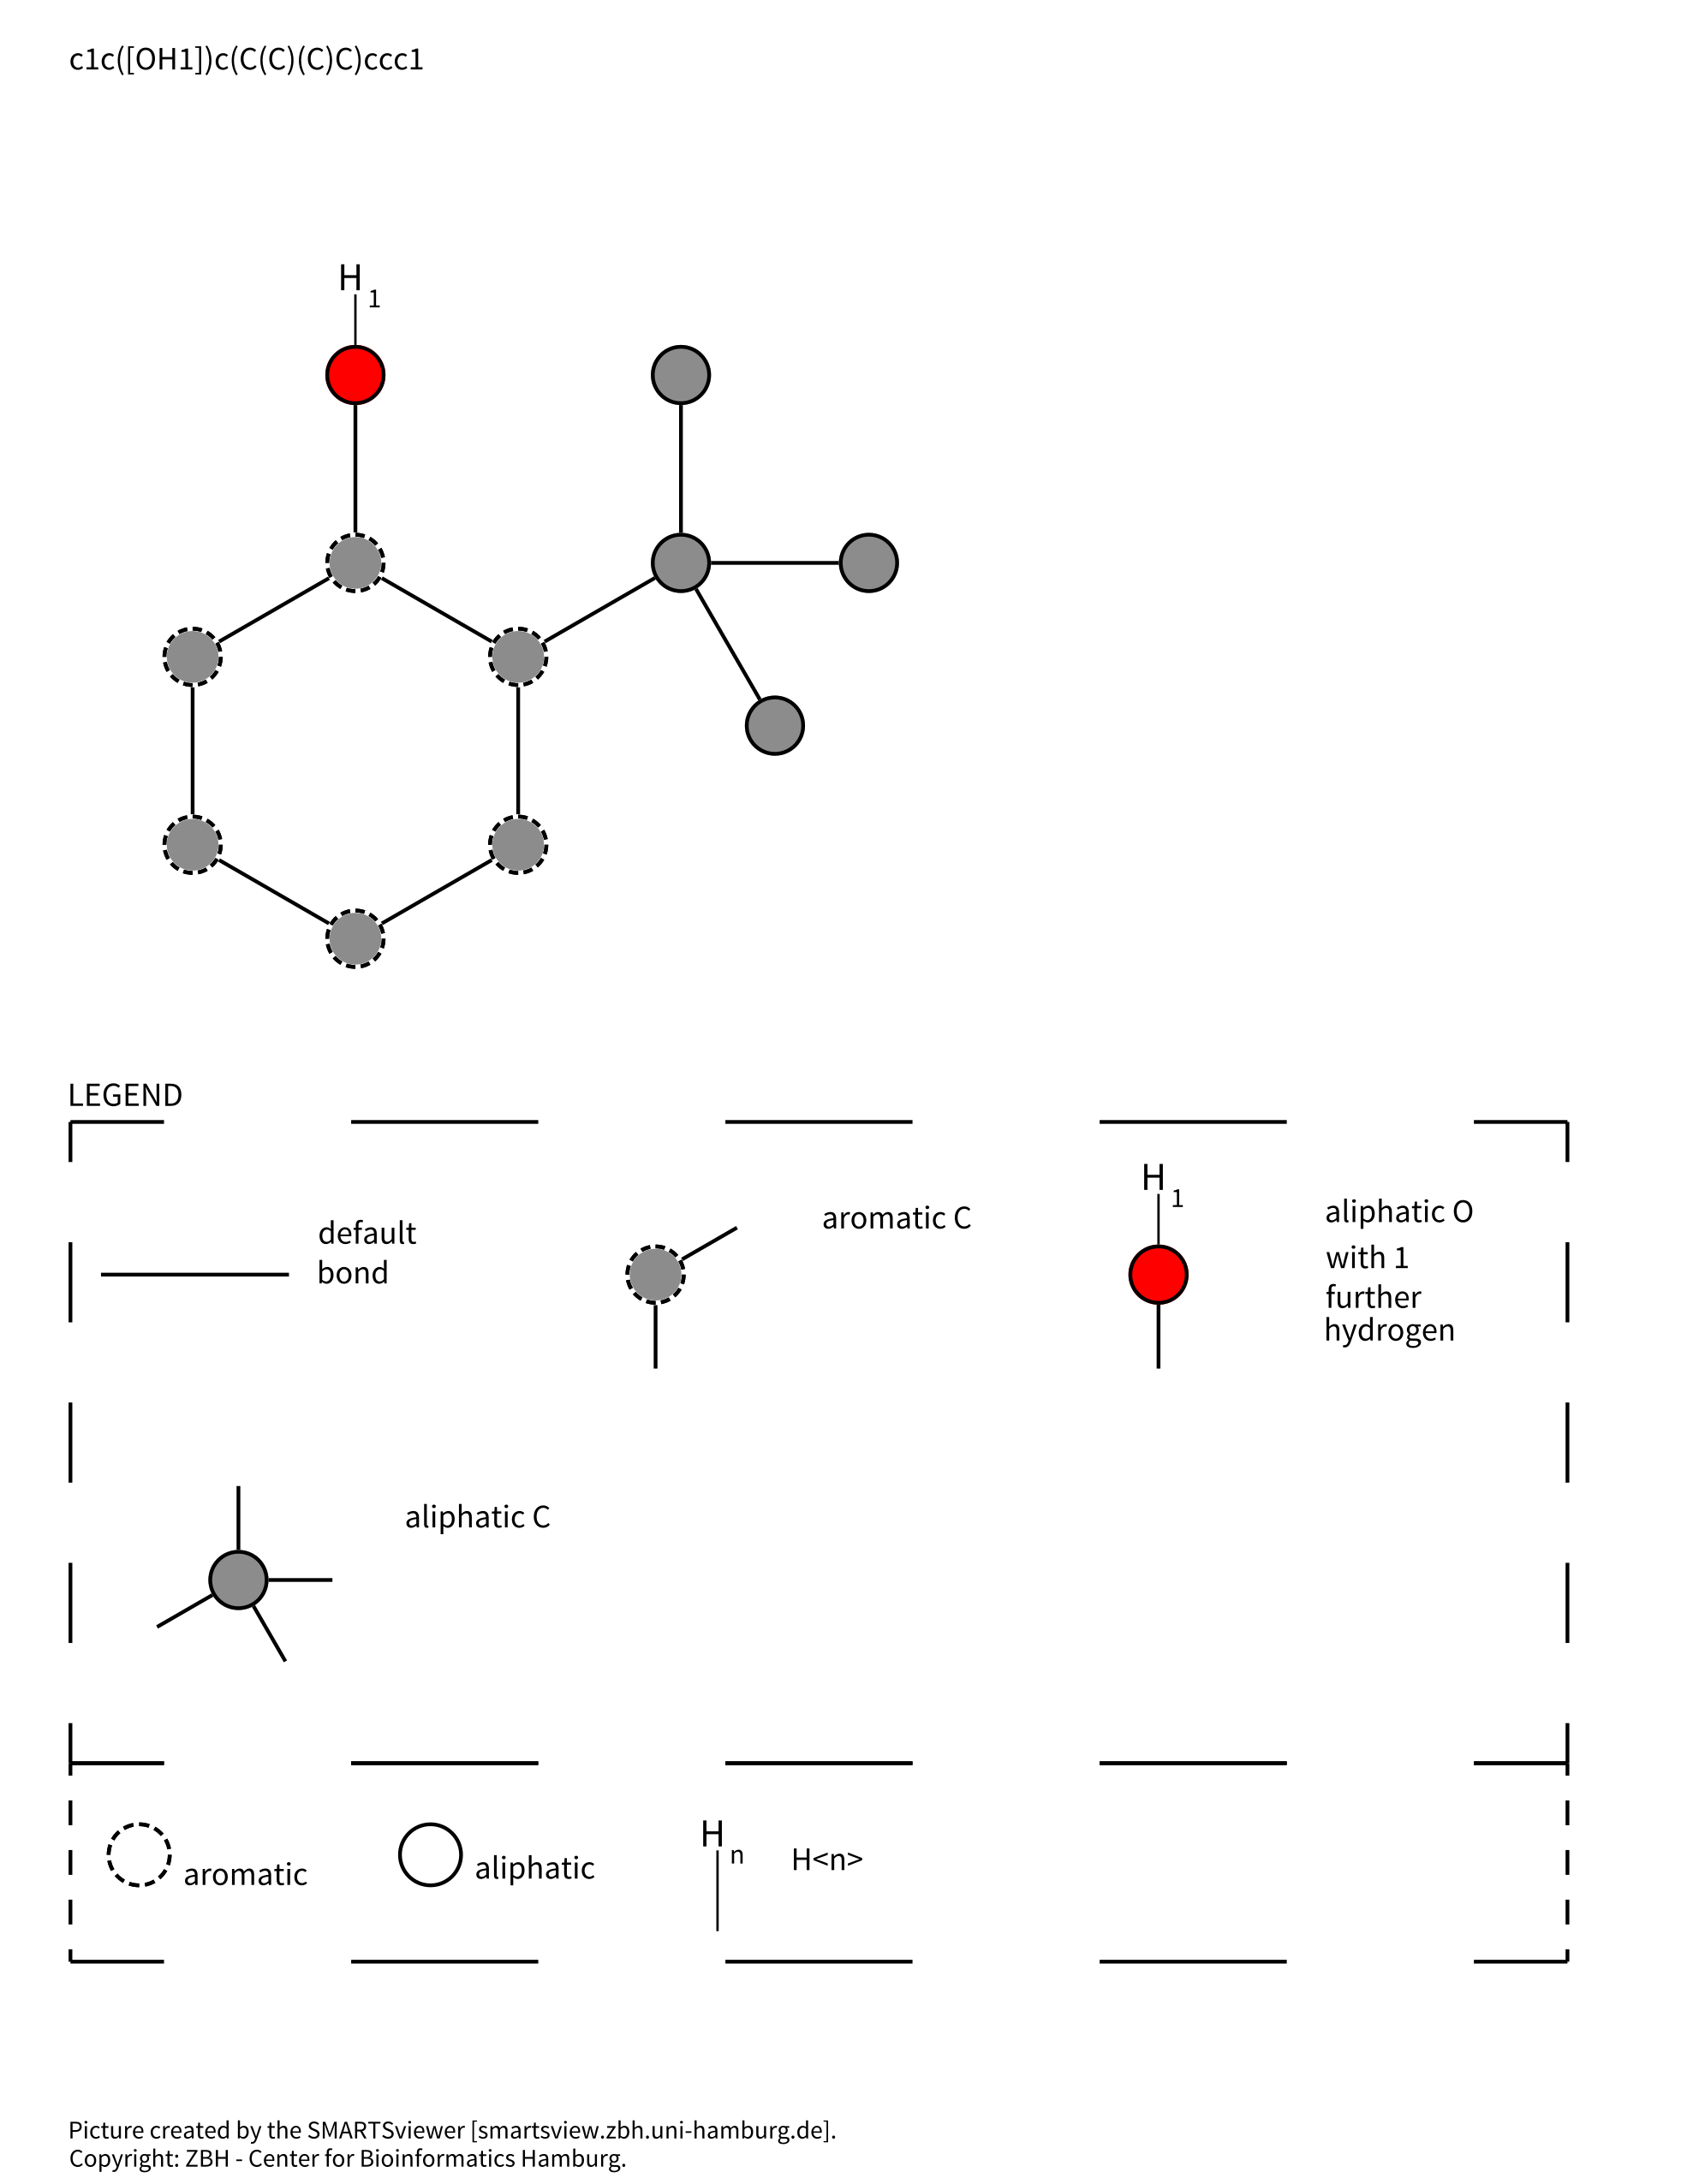 c1c([OH1])c(C(C)(C)C)ccc1
H
1
LEGEND
default
bond
aromatic C
H
1
aliphatic O
with 1
further
hydrogen
aliphatic C
aromatic
aliphatic
H
n
H<n>
Picture created by the SMARTSviewer [smartsview.zbh.uni-hamburg.de].
Copyright: ZBH - Center for Bioinformatics Hamburg.